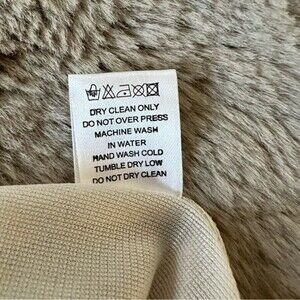 DRY CLEAN ONLY
DO NOT OVER PRESS
MACHINE WASH
IN WATER
HAND WASH COLD
TUMBLE DRY LOW
DO NOT DRY CLEAN